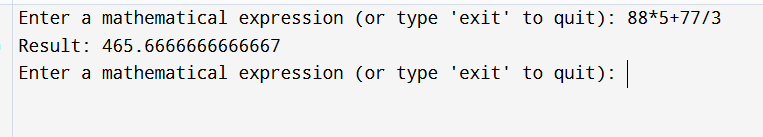 Enter a mathematical expression (or type 'exit' to quit): 88*5+77/3
Result: 465.6666666666667
Enter a mathematical expression (or type 'exit' to quit):